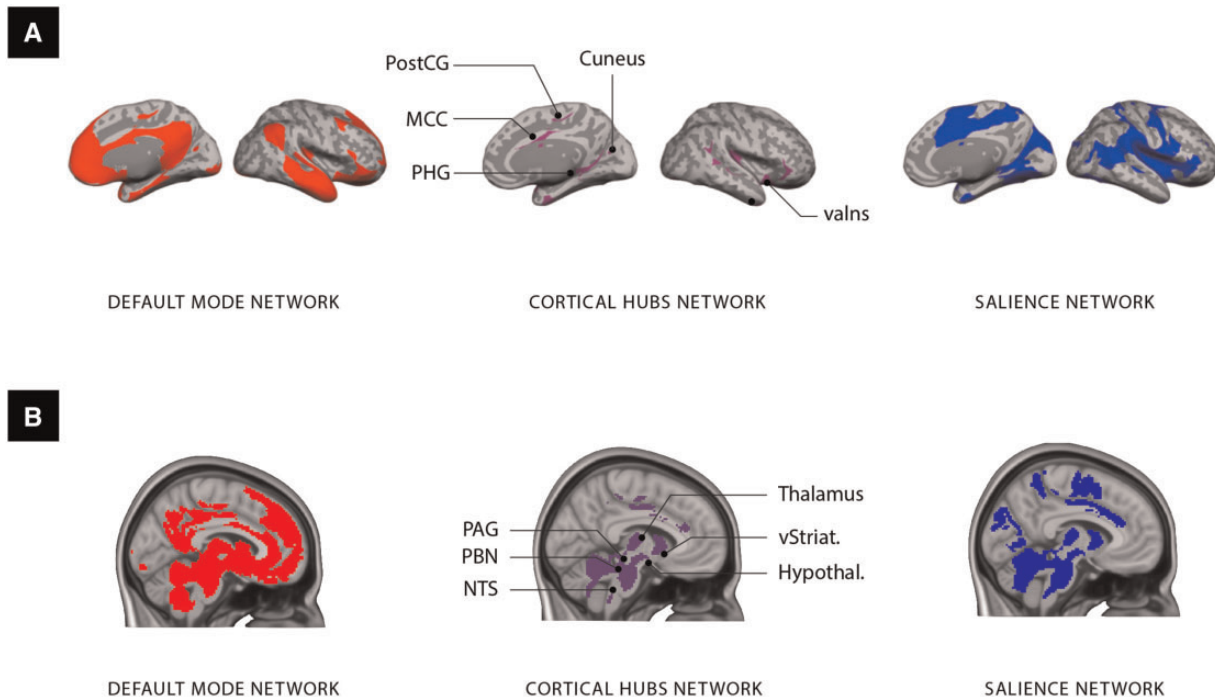 A
PostCG
Cuneus
MCC
PHG
vaIns
DEFAULT MODE NETWORK
CORTICAL HUBS NETWORK
SALIENCE NETWORK
B
Thalamus
PAG
vStriat.
PBN
Hypothal.
NTS
DEFAULT MODE NETWORK
CORTICAL HUBS NETWORK
SALIENCE NETWORK